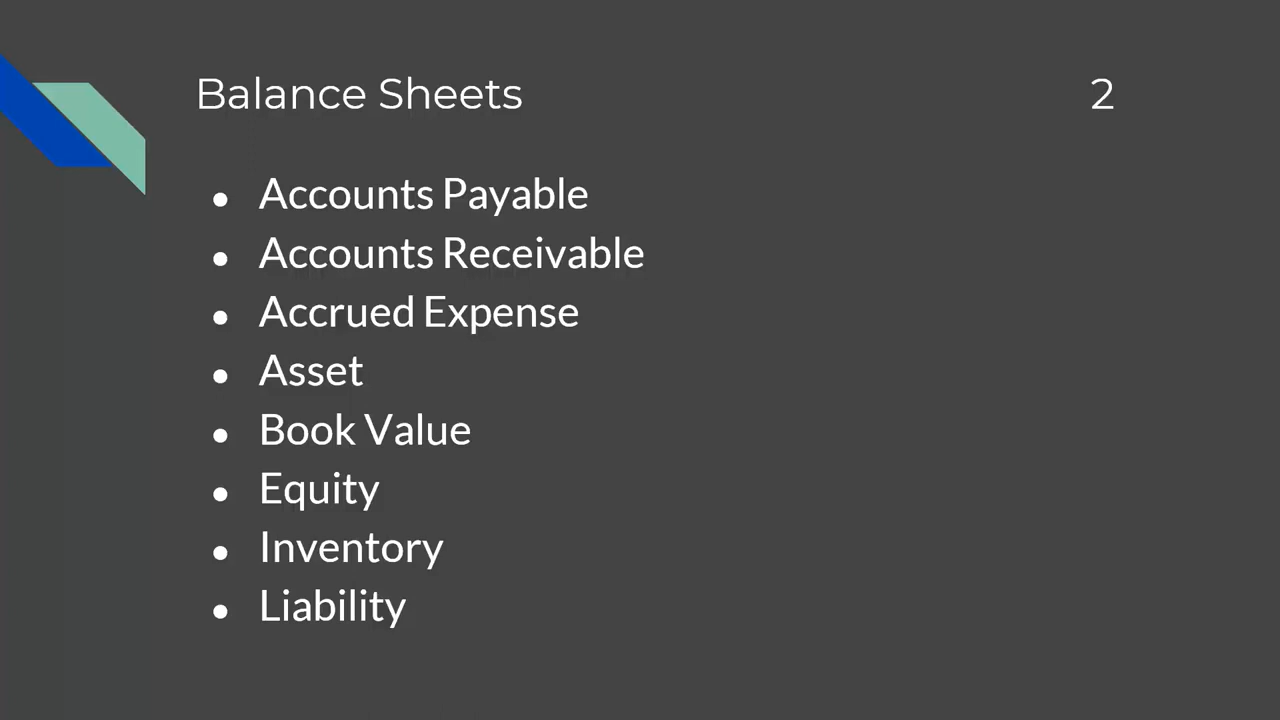 Balance Sheets 2
● Accounts Payable
● Accounts Receivable
● Accrued Expense
● Asset
● Book Value
● Equity
● Inventory
● Liability